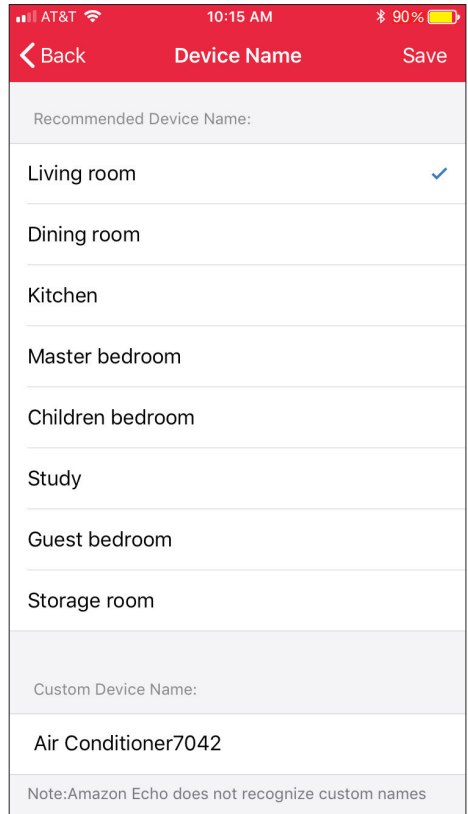 AT&T 10:15 AM 90%
Back Device Name Save
Recommended Device Name:
Living room
Dining room
Kitchen
Master bedroom
Children bedroom
Study
Guest bedroom
Storage room
Custom Device Name:
Air Conditioner7042
Note:Amazon Echo does not recognize custom names